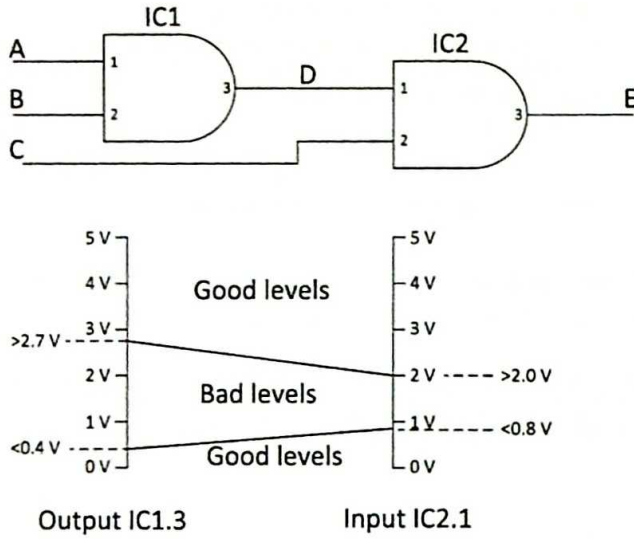 IC1
IC2
A
1
3
D
1
B
2
3
E
C
2
5 V
5 V
4 V
Good levels
4 V
3 V
3 V
>2.7 V
2 V
2 V
>2.0 V
Bad levels
1 V
1 V
<0.8 V
<0.4 V
Good levels
0 V
0 V
Output IC1.3
Input IC2.1